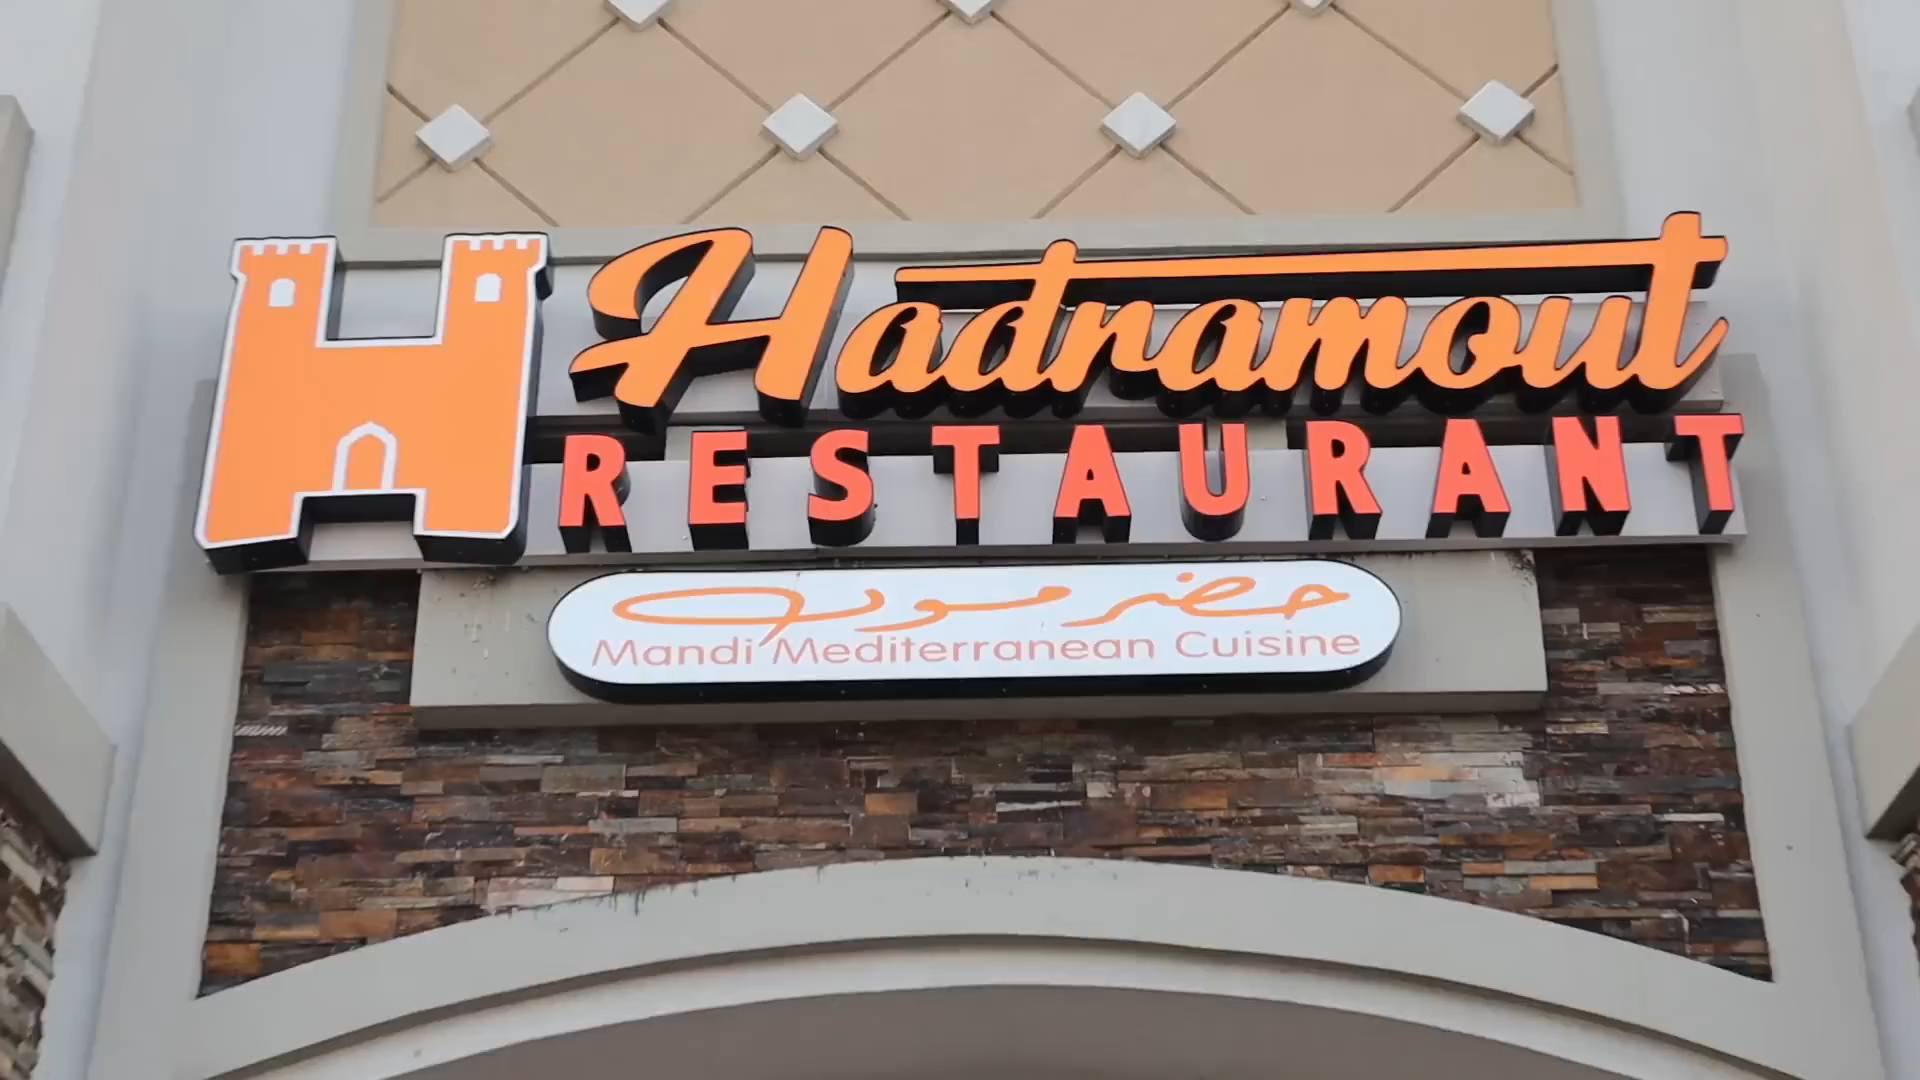 Hadramout
RESTAURANT
حضرموت
Mandi Mediterranean Cuisine